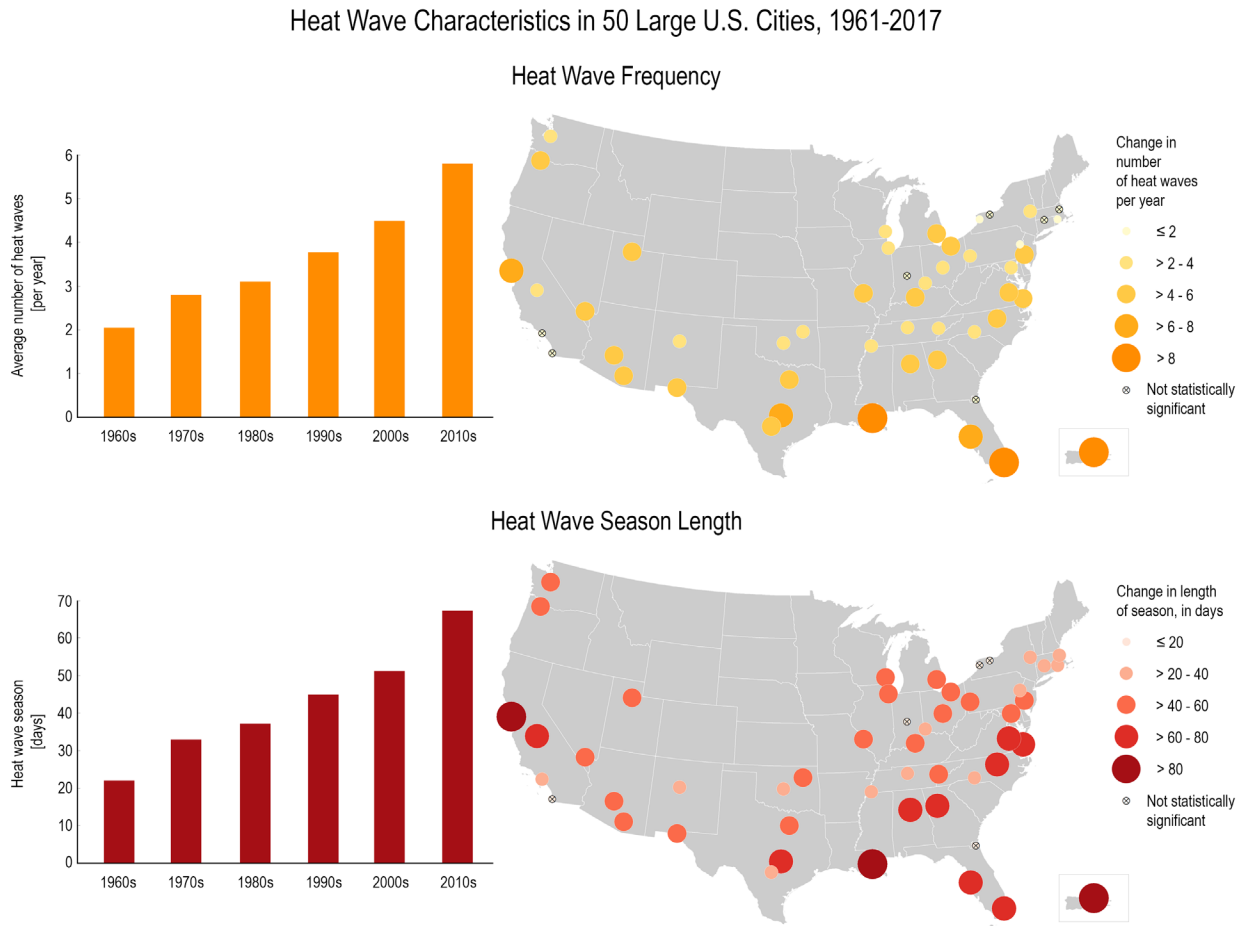 Heat Wave Characteristics in 50 Large U.S. Cities, 1961-2017
Heat Wave Frequency
Average number of heat waves
[per year]
6
5
4
3
2
1
0
1960s 1970s 1980s 1990s 2000s 2010s
Change in
number
of heat waves
per year
≤ 2
> 2 - 4
> 4 - 6
> 6 - 8
> 8
Not statistically
significant
Heat Wave Season Length
Heat wave season
[days]
70
60
50
40
30
20
10
0
1960s 1970s 1980s 1990s 2000s 2010s
Change in length
of season, in days
≤ 20
> 20 - 40
> 40 - 60
> 60 - 80
> 80
Not statistically
significant